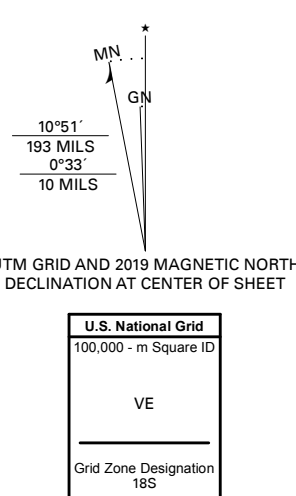 ★
MN
GN
10°51´
193 MILS
0°33´
10 MILS
UTM GRID AND 2019 MAGNETIC NORTH
DECLINATION AT CENTER OF SHEET
U.S. National Grid
100,000 - m Square ID
VE
Grid Zone Designation
18S